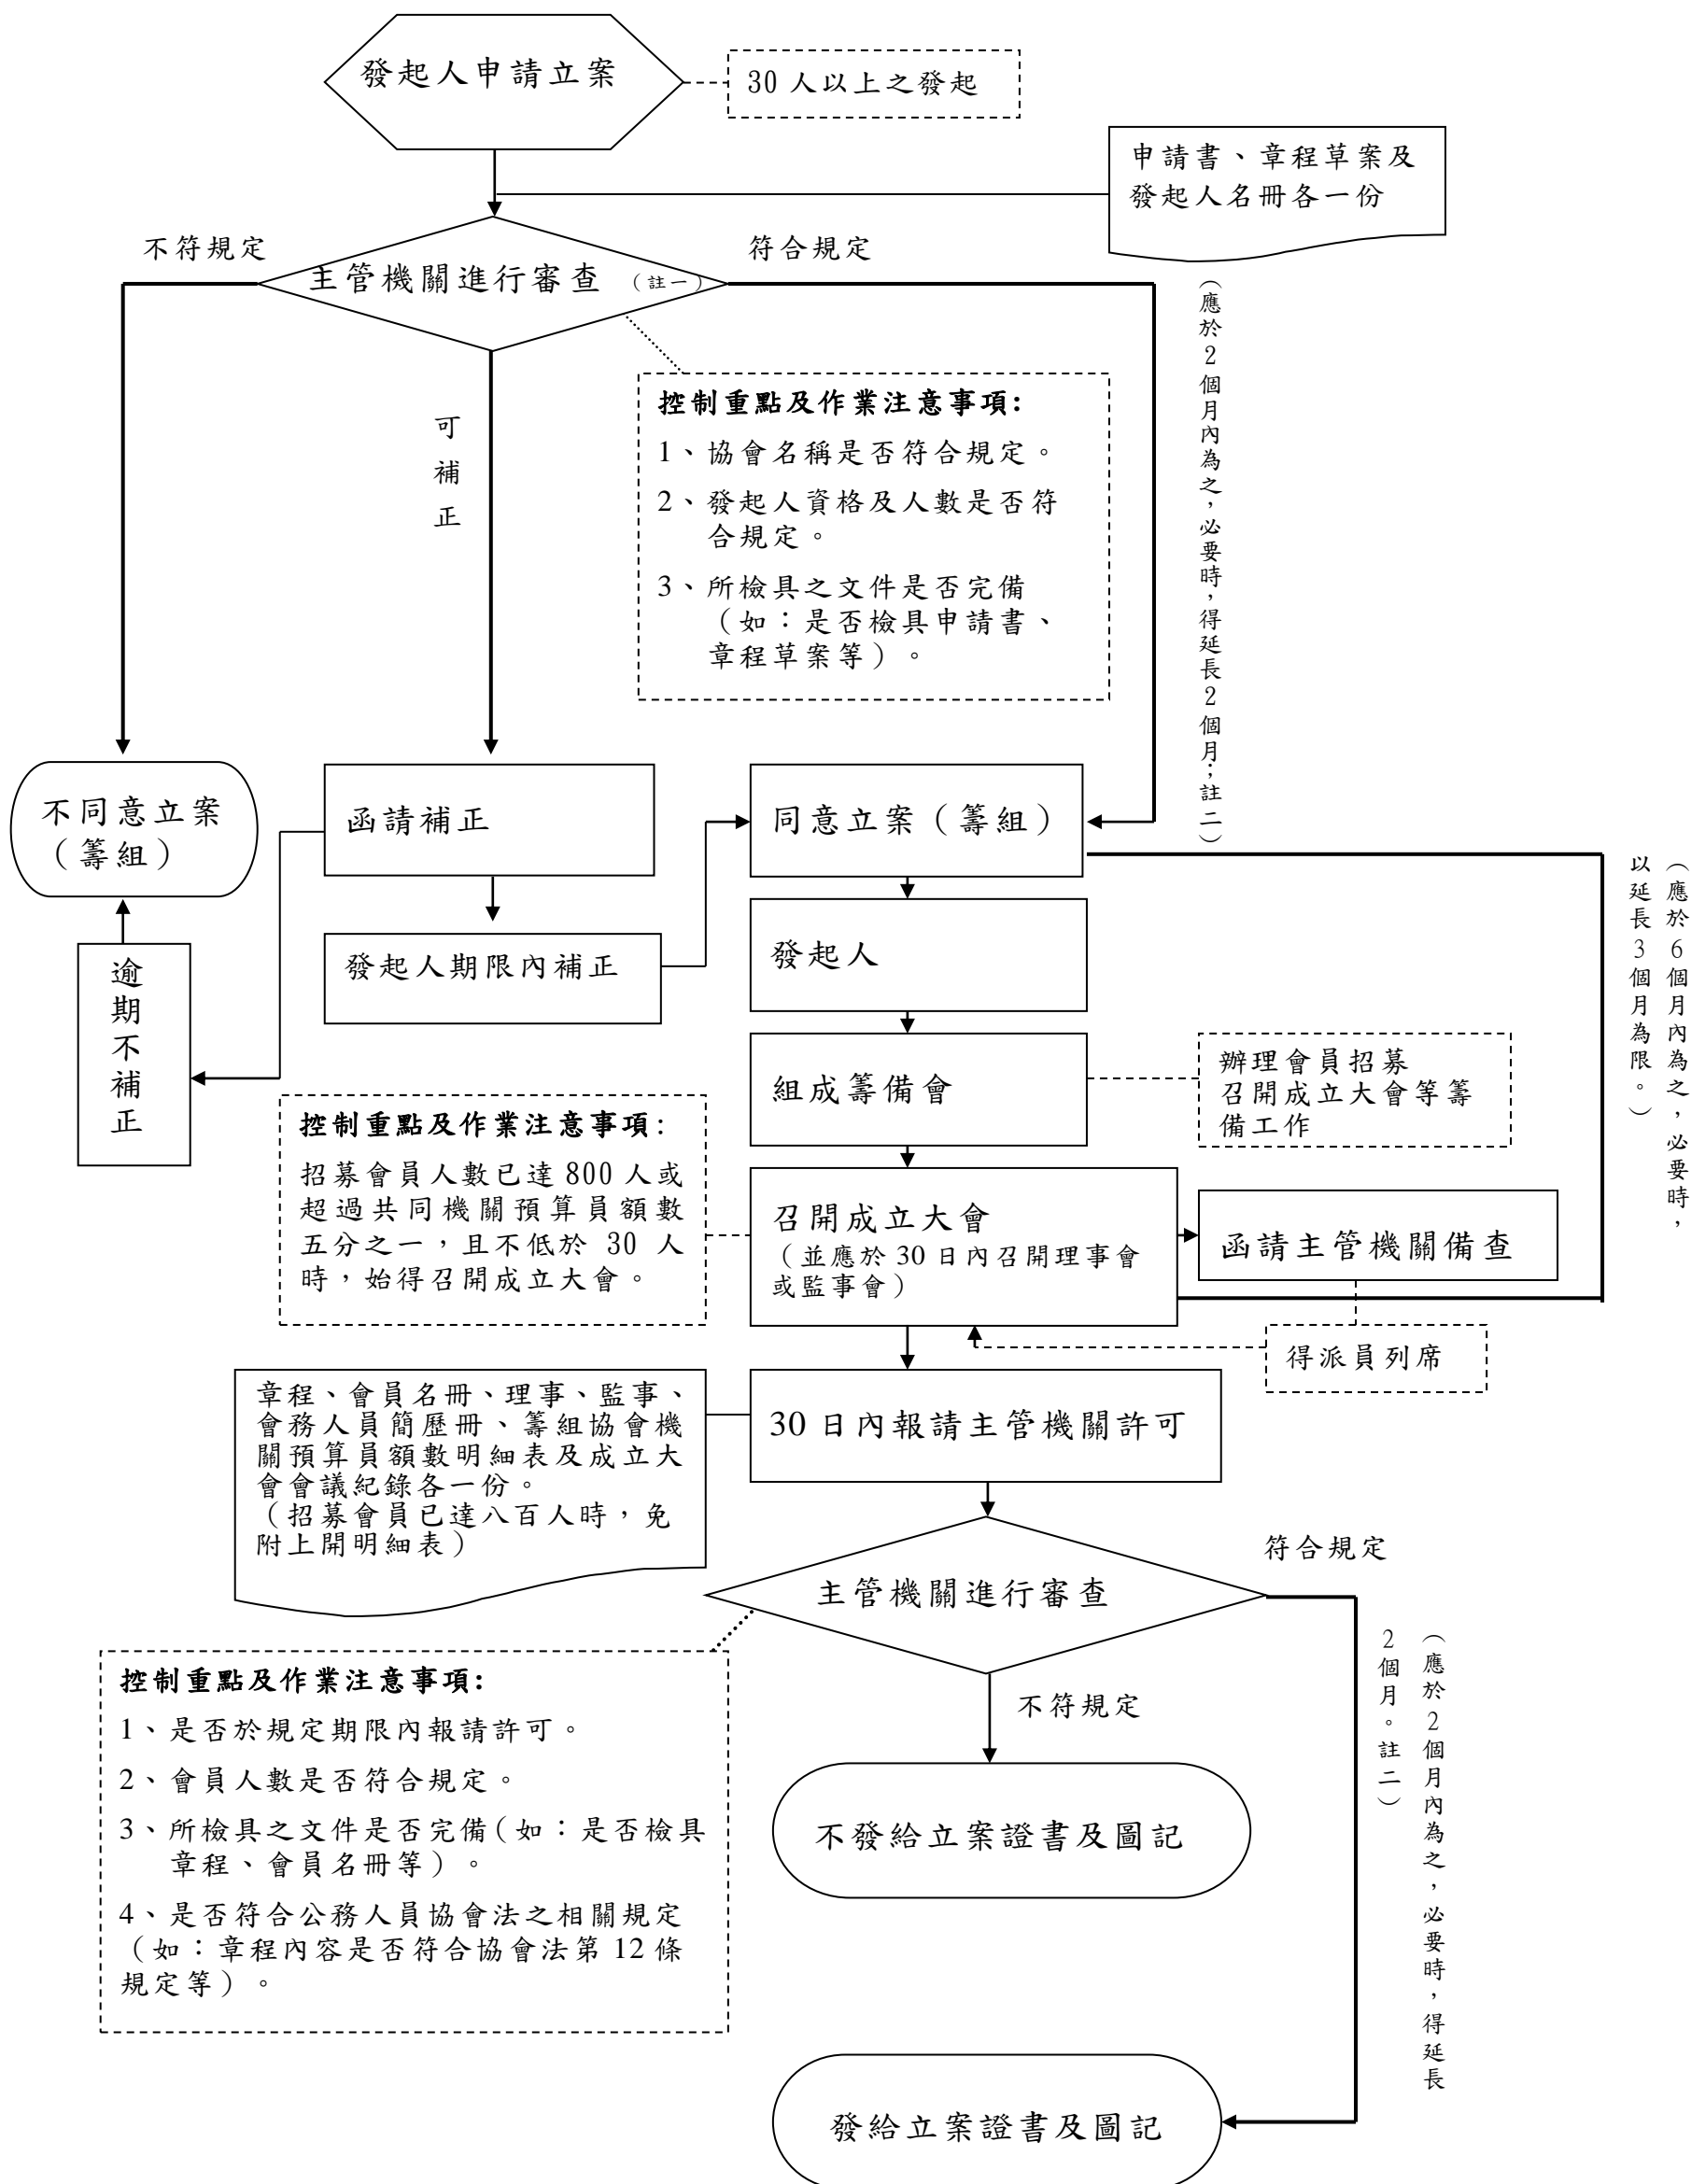 發起人申請立案
30 人以上之發起
申請書、章程草案及
發起人名冊各一份
不符規定
符合規定
主管機關進行審查 (註一)
(應於2個月內為之,必要時,得延長2個月;註二)
可補正
控制重點及作業注意事項:
1、協會名稱是否符合規定。
2、發起人資格及人數是否符
合規定。
3、所檢具之文件是否完備
(如:是否檢具申請書、
章程草案等)。
不同意立案
(籌組)
函請補正
同意立案(籌組)
(應於6個月內為之,必要時,
以延長3個月為限。)
發起人期限內補正
發起人
逾期不補正
組成籌備會
辦理會員招募
召開成立大會等籌
備工作
控制重點及作業注意事項:
招募會員人數已達 800 人或
超過共同機關預算員額數
五分之一,且不低於 30 人
時,始得召開成立大會。
召開成立大會
(並應於 30 日內召開理事會
或監事會)
函請主管機關備查
得派員列席
章程、會員名冊、理事、監事、
會務人員簡歷冊、籌組協會機
關預算員額數明細表及成立大
會會議紀錄各一份。
(招募會員已達八百人時,免
附上開明細表)
30 日內報請主管機關許可
符合規定
主管機關進行審查
(應於2個月內為之,必要時,得延長
2個月。註二)
控制重點及作業注意事項:
1、是否於規定期限內報請許可。
2、會員人數是否符合規定。
3、所檢具之文件是否完備(如:是否檢具
章程、會員名冊等)。
4、是否符合公務人員協會法之相關規定
(如:章程內容是否符合協會法第 12 條
規定等)。
不符規定
不發給立案證書及圖記
發給立案證書及圖記